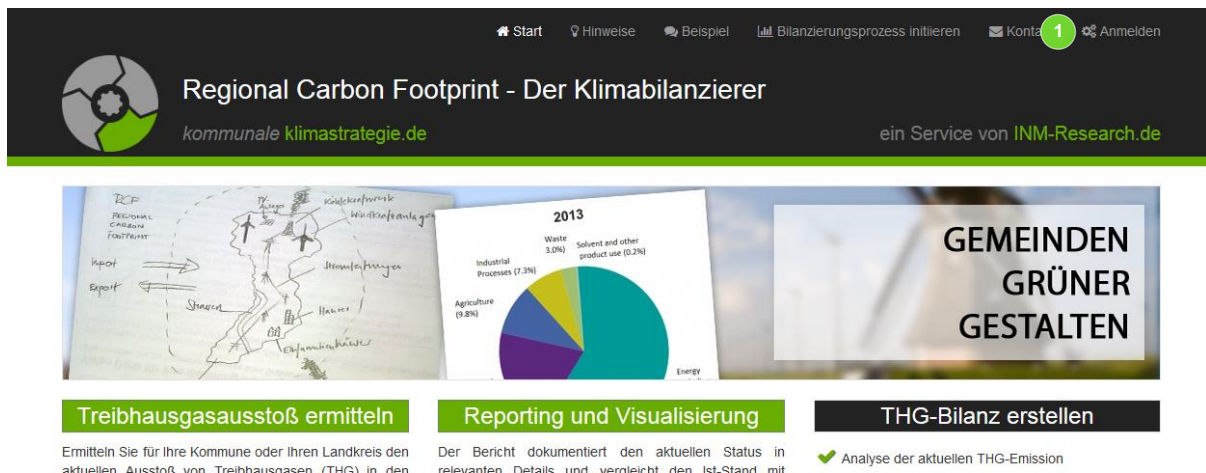 Start Hinweise Beispiel Bilanzierungsprozess initiieren Konta 1 Anmelden
Regional Carbon Footprint - Der Klimabilanzierer
kommunale klimastrategie.de
ein Service von INM-Research.de
RCF
REGIONAL
CARBON
FOOTPRINT
Import
Export
Kohlekraftwerk
Windkraftanlagen
Stromleitungen
Strassen
Häuser
Einfamilienhäuser
2013
Waste
3.0%)
Solvent and other
product use (0.2%)
Industrial
Processes (7.3%)
Agriculture
(9.8%)
Energy
GEMEINDEN
GRÜNER
GESTALTEN
Treibhausgasausstoß ermitteln
Ermitteln Sie für Ihre Kommune oder Ihren Landkreis den
aktuellen Ausstoß von Treibhausgasen (THG) in den
Reporting und Visualisierung
Der Bericht dokumentiert den aktuellen Status in
relevanten Details und vergleicht den Ist-Stand mit
THG-Bilanz erstellen
Analyse der aktuellen THG-Emission